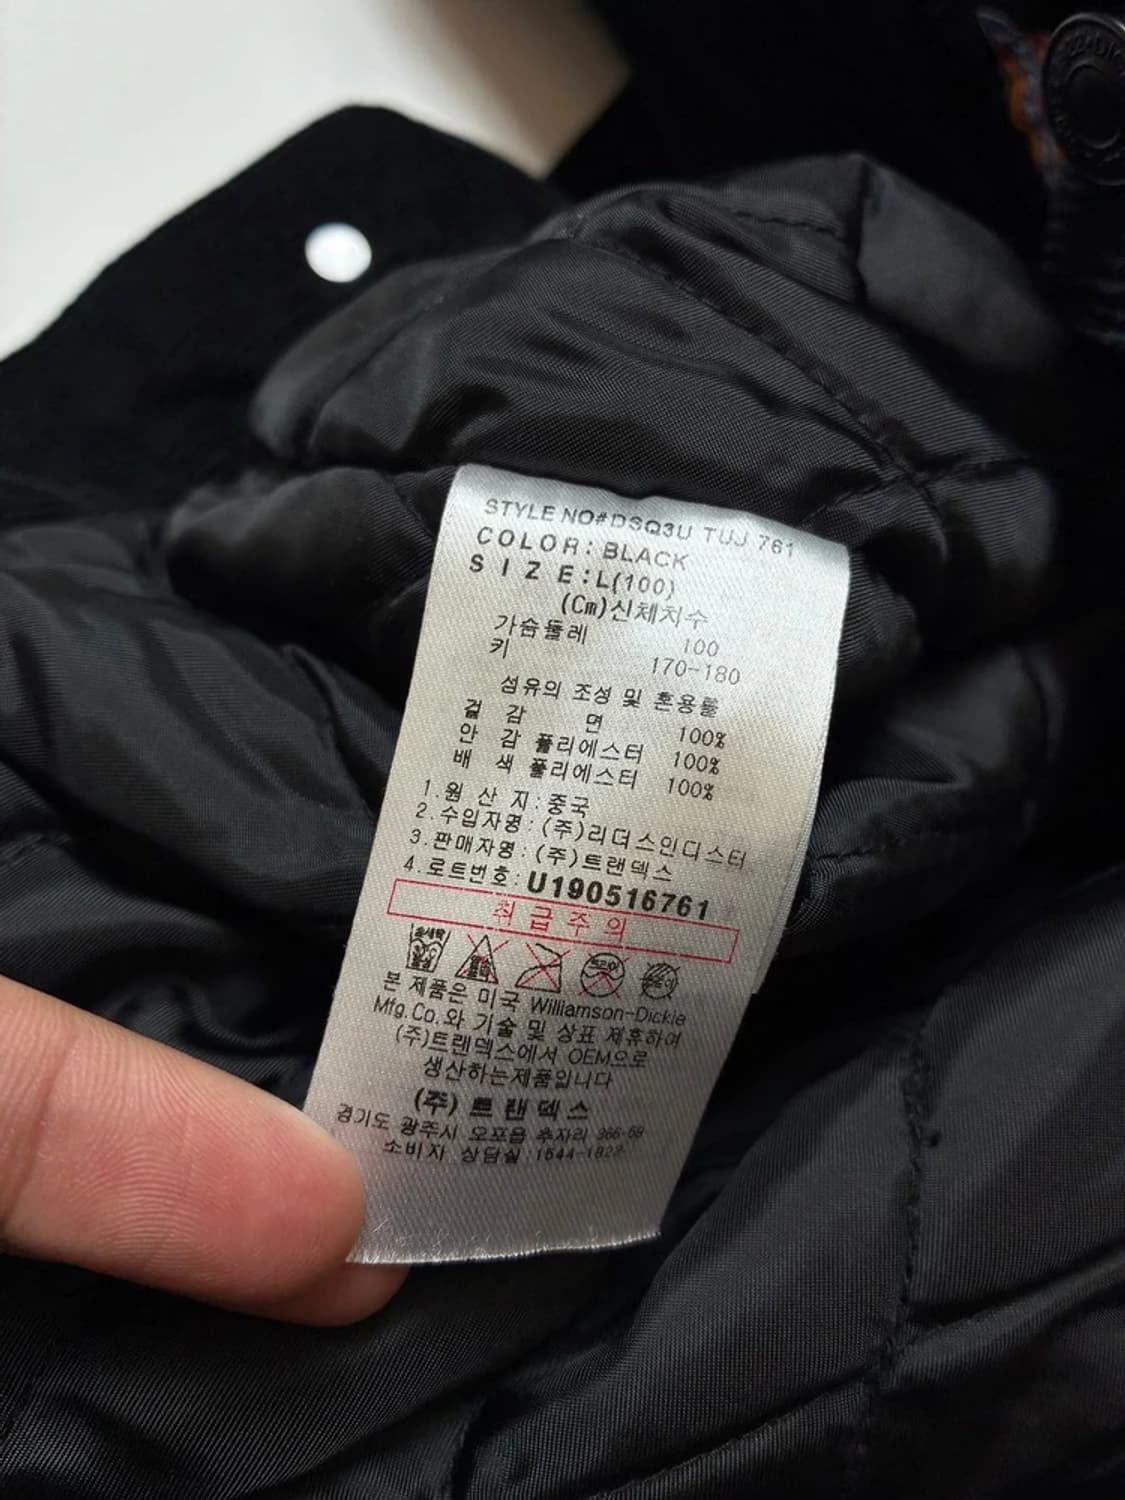 STYLE NO#DSQ3U TUJ 761
COLOR: BLACK
SIZE:L(100)
(Cm)신체치수
가슴둘레 100
키 170-180
섬유의 조성 및 혼용률
겉 감 면 100%
안 감 폴리에스터 100%
배 색 폴리에스터 100%
1.원 산 지:중국
2.수입자명:(주)리더스인디스터
3.판매자명:(주)트랜덱스
4.로트번호:U190516761
취급주의
손세탁
본 제품은 미국 Williamson-Dickie
Mfg.Co.와 기술 및 상표 제휴하여
(주)트랜덱스에서 OEM으로
생산하는제품입니다
(주)트랜덱스
경기도 광주시 오포읍 추자리 366-
소비자 상담실:1544-